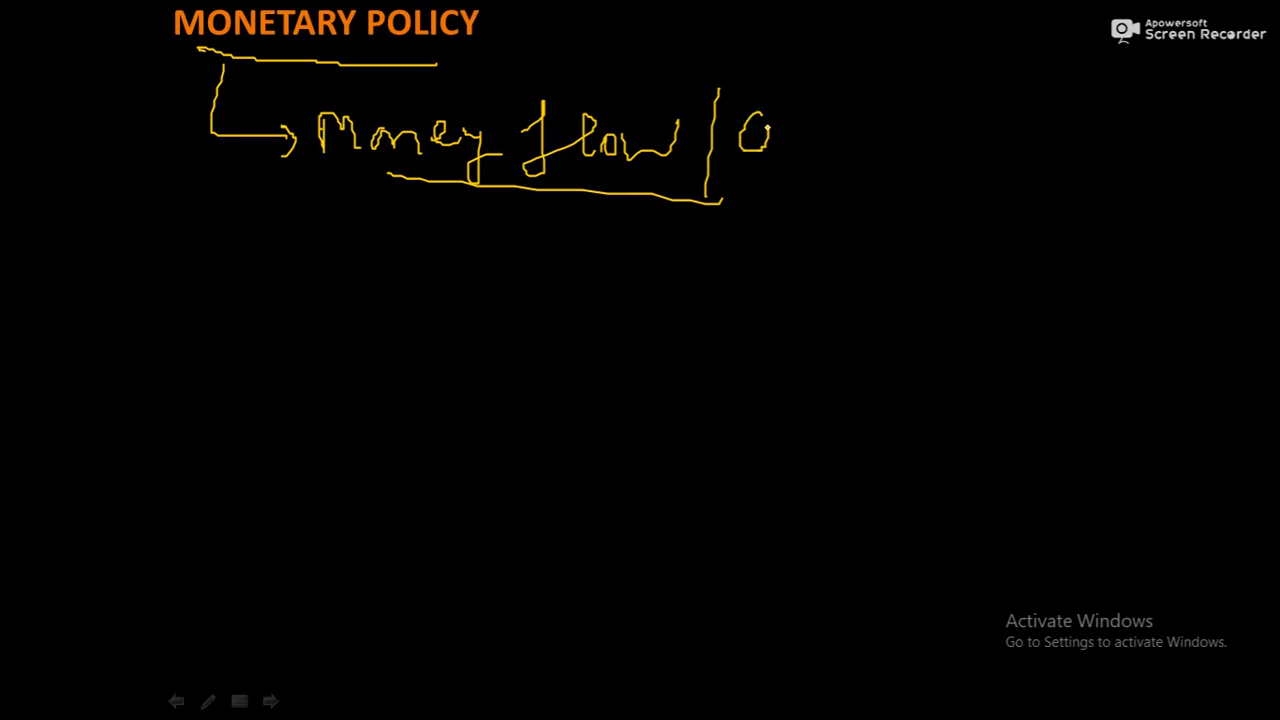 MONETARY POLICY
Apowersoft
Screen Recorder
Money flow |
Activate Windows
Go to Settings to activate Windows.